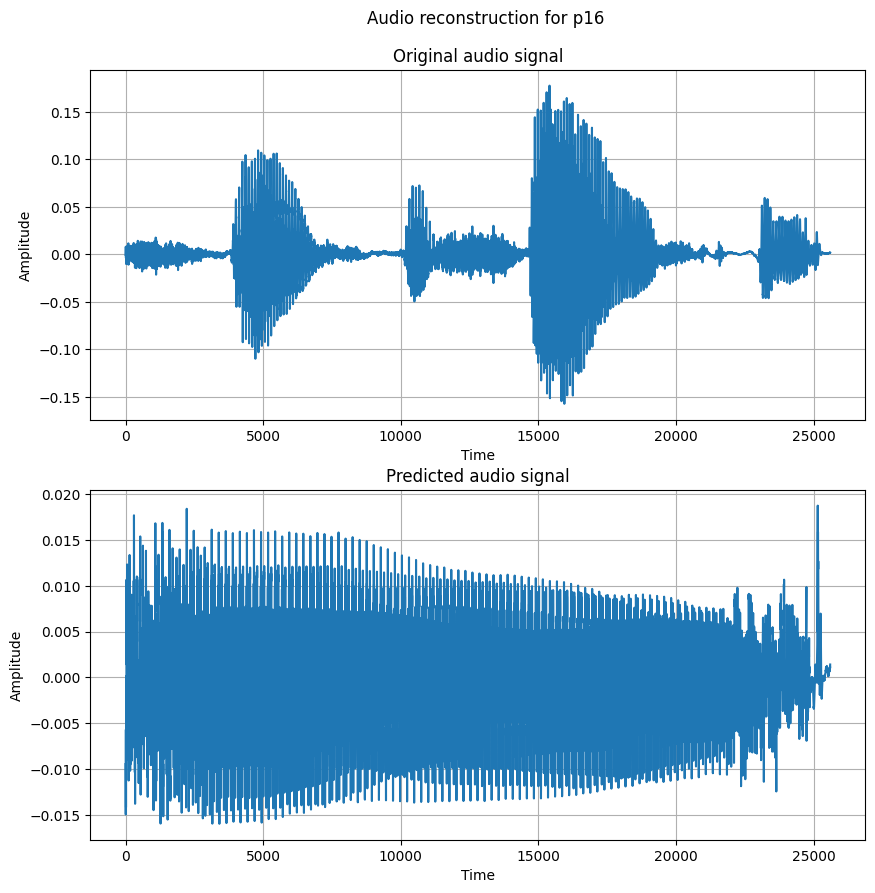 Audio reconstruction for p16
Original audio signal
Amplitude
0.15
0.10
0.05
0.00
−0.05
−0.10
−0.15
0 5000 10000 15000 20000 25000
Time
Predicted audio signal
Amplitude
0.020
0.015
0.010
0.005
0.000
−0.005
−0.010
−0.015
0 5000 10000 15000 20000 25000
Time